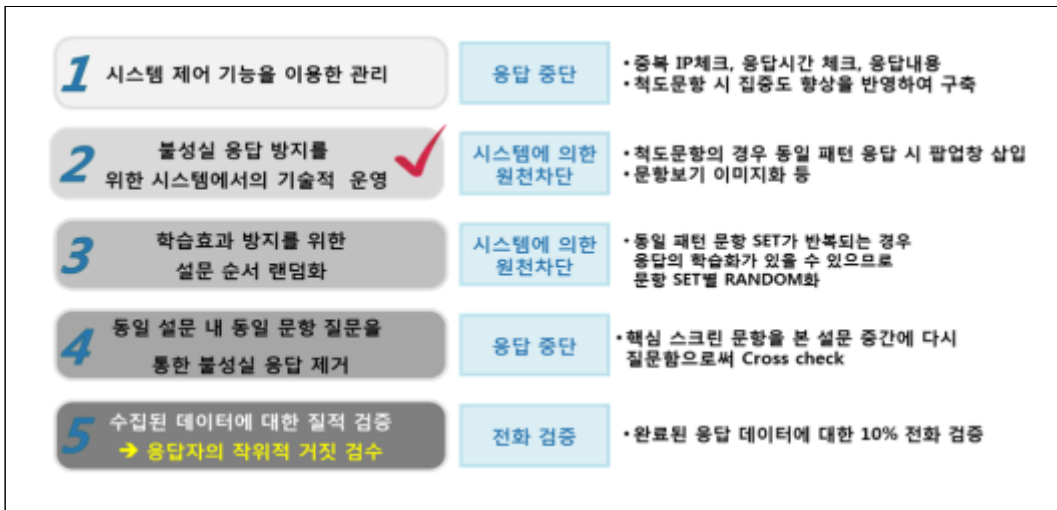 1 시스템 제어 기능을 이용한 관리
응답 중단
•중복 IP체크, 응답시간 체크, 응답내용
•척도문항 시 집중도 향상을 반영하여 구축
2 불성실 응답 방지를
위한 시스템에서의 기술적 운영
시스템에 의한
원천차단
•척도문항의 경우 동일 패턴 응답 시 팝업창 삽입
•문항보기 이미지화 등
3 학습효과 방지를 위한
설문 순서 랜덤화
시스템에 의한
원천차단
•동일 패턴 문항 SET가 반복되는 경우
응답의 학습화가 있을 수 있으므로
문항 SET별 RANDOM화
4 동일 설문 내 동일 문항 질문을
통한 불성실 응답 제거
응답 중단
•핵심 스크린 문항을 본 설문 중간에 다시
질문함으로써 Cross check
5 수집된 데이터에 대한 질적 검증
→ 응답자의 작위적 거짓 검수
전화 검증
•완료된 응답 데이터에 대한 10% 전화 검증